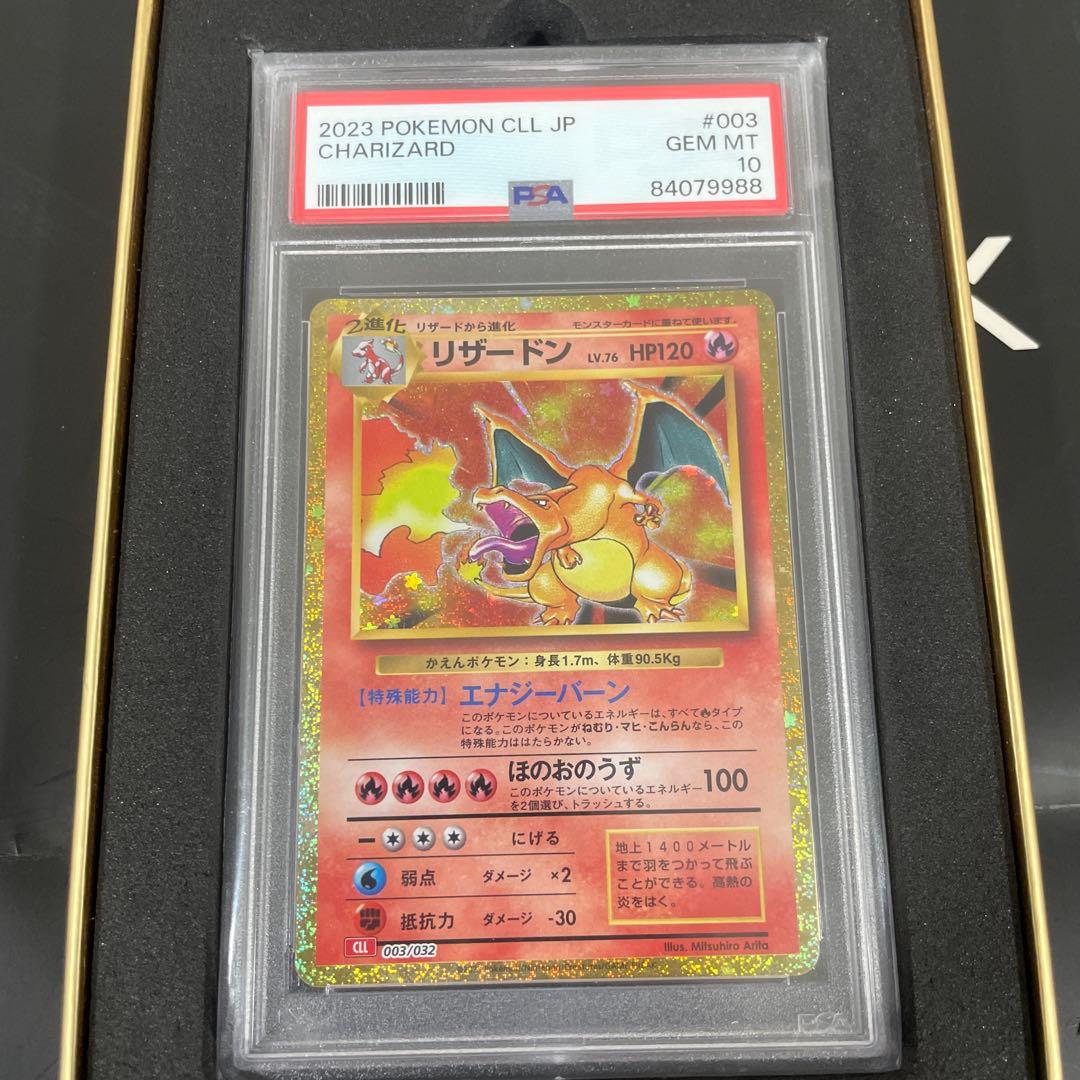 2023 POKEMON CLL JP #003
CHARIZARD GEM MT
10
PSA 84079988
2進化 リザードから進化 モンスターカードに重ねて使います。
リザードン LV.76 HP120
かえんポケモン：身長1.7m、体重90.5Kg
【特殊能力】エナジーバーン
このポケモンについているエネルギーは、すべて🔥タイプ
になる。このポケモンがねむり・マヒ・こんらんなら、この
特殊能力ははたらかない。
ほのおのうず 100
このポケモンについているエネルギー
を2個選び、トラッシュする。
ー にげる
弱点 ダメージ ×2
抵抗力 ダメージ -30
地上1400メートル
まで羽をつかって飛ぶ
ことができる。高熱の
炎をはく。
CLL 003/032
Illus. Mitsuhiro Arita